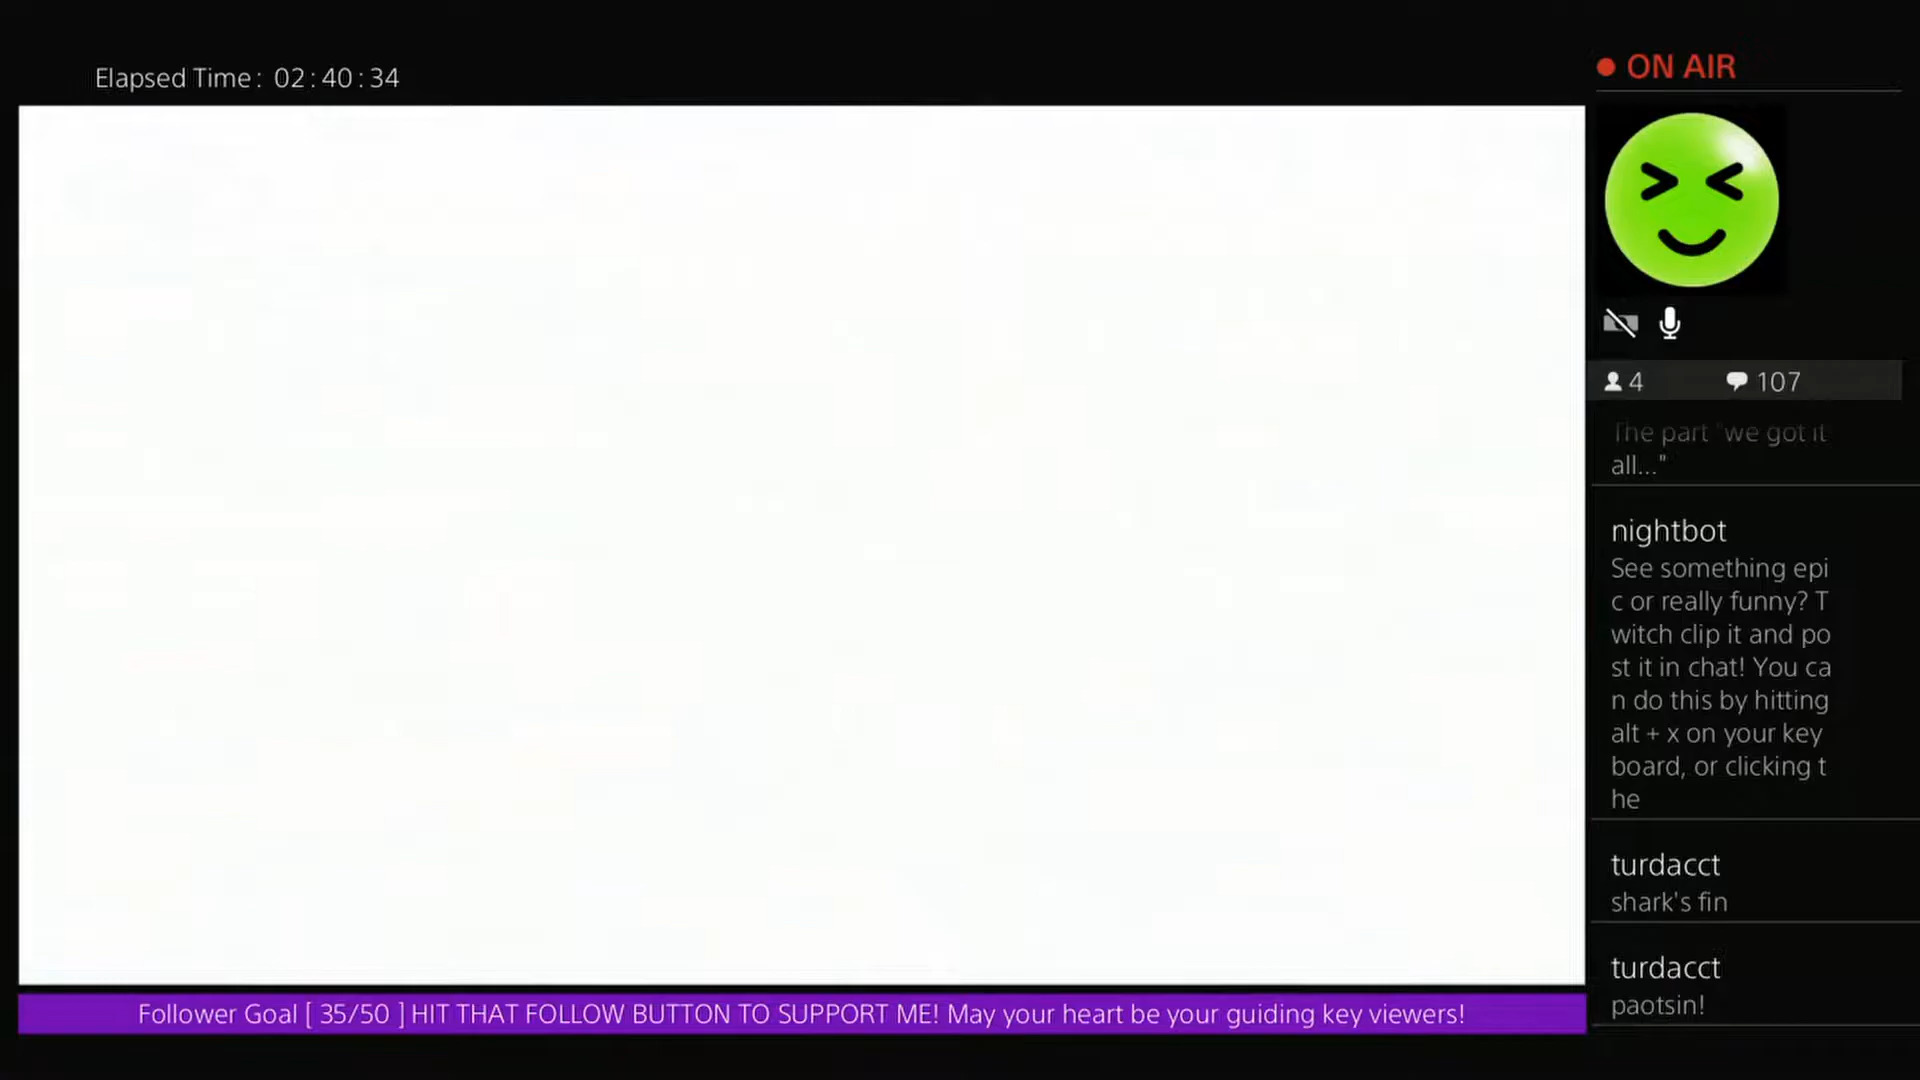 Elapsed Time: 02:40:34
ON AIR
4 107
The part "we got it
all..."
nightbot
See something epi
c or really funny? T
witch clip it and po
st it in chat! You ca
n do this by hitting
alt + x on your key
board, or clicking t
he
turdacct
shark's fin
turdacct
paotsin!
Follower Goal [ 35/50 ] HIT THAT FOLLOW BUTTON TO SUPPORT ME! May your heart be your guiding key viewers!